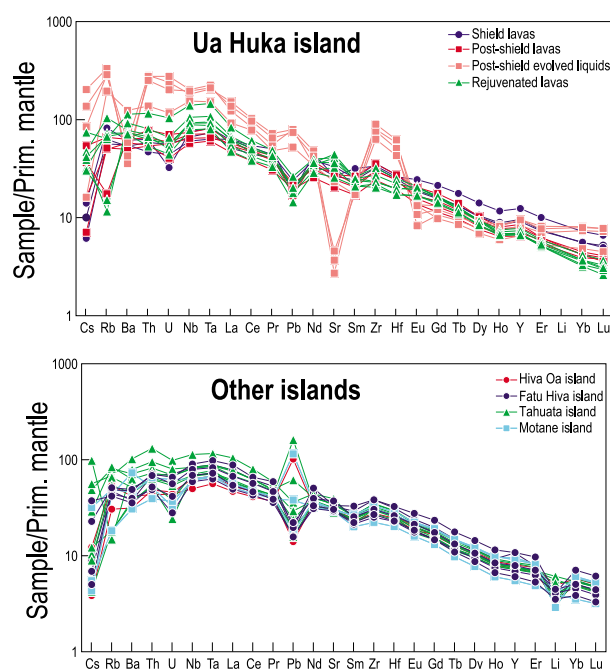 1000
Ua Huka island
Shield lavas
Post-shield lavas
Post-shield evolved liquids
Rejuvenated lavas
100
10
1
Sample/Prim. mantle
Cs Rb Ba Th U Nb Ta La Ce Pr Pb Nd Sr Sm Zr Hf Eu Gd Tb Dy Ho Y Er Li Yb Lu
1000
Other islands
Hiva Oa island
Fatu Hiva island
Tahuata island
Motane island
100
10
1
Sample/Prim. mantle
Cs Rb Ba Th U Nb Ta La Ce Pr Pb Nd Sr Sm Zr Hf Eu Gd Tb Dy Ho Y Er Li Yb Lu